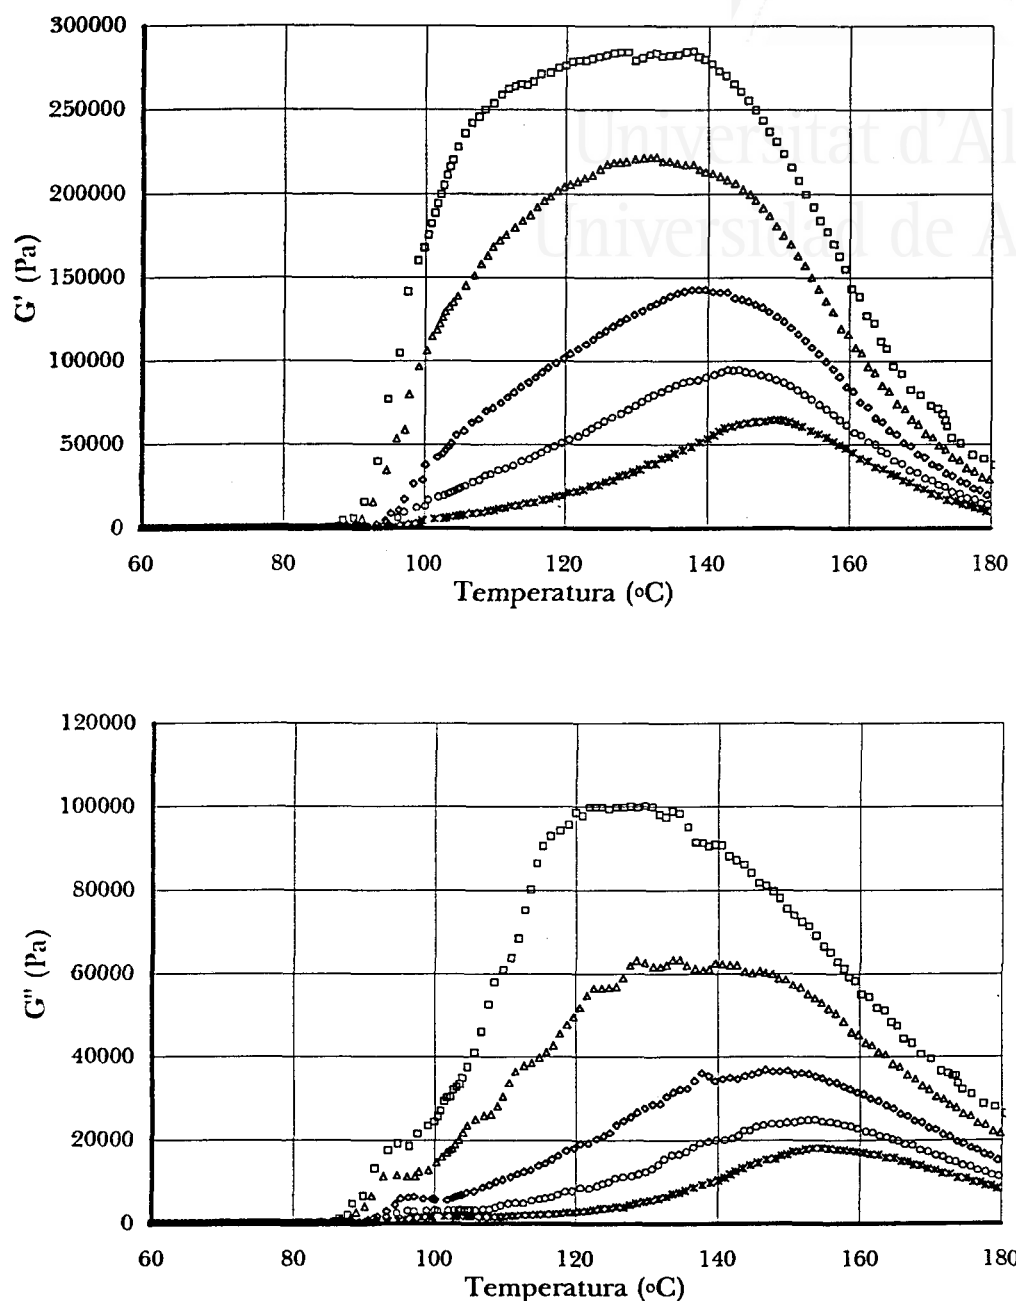 300000
250000
200000
150000
100000
50000
0
G' (Pa)
60 80 100 120 140 160 180
Temperatura (oC)
Universitat d'Al
Universidad de A
120000
100000
80000
60000
40000
20000
0
G'' (Pa)
60 80 100 120 140 160 180
Temperatura (oC)